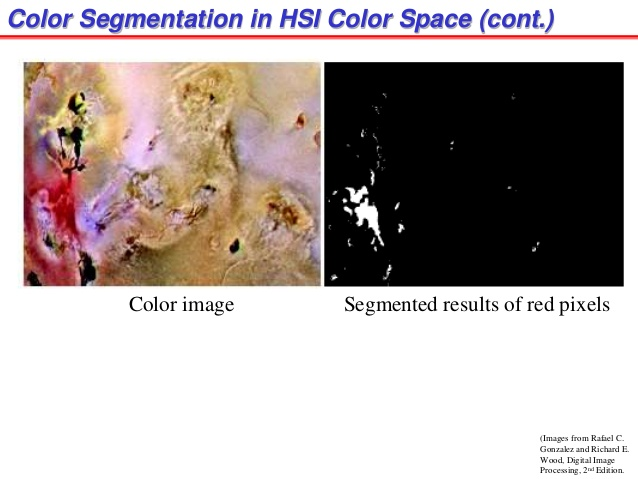 Color Segmentation in HSI Color Space (cont.)
Color image
Segmented results of red pixels
(Images from Rafael C.
Gonzalez and Richard E.
Wood, Digital Image
Processing, 2nd Edition.